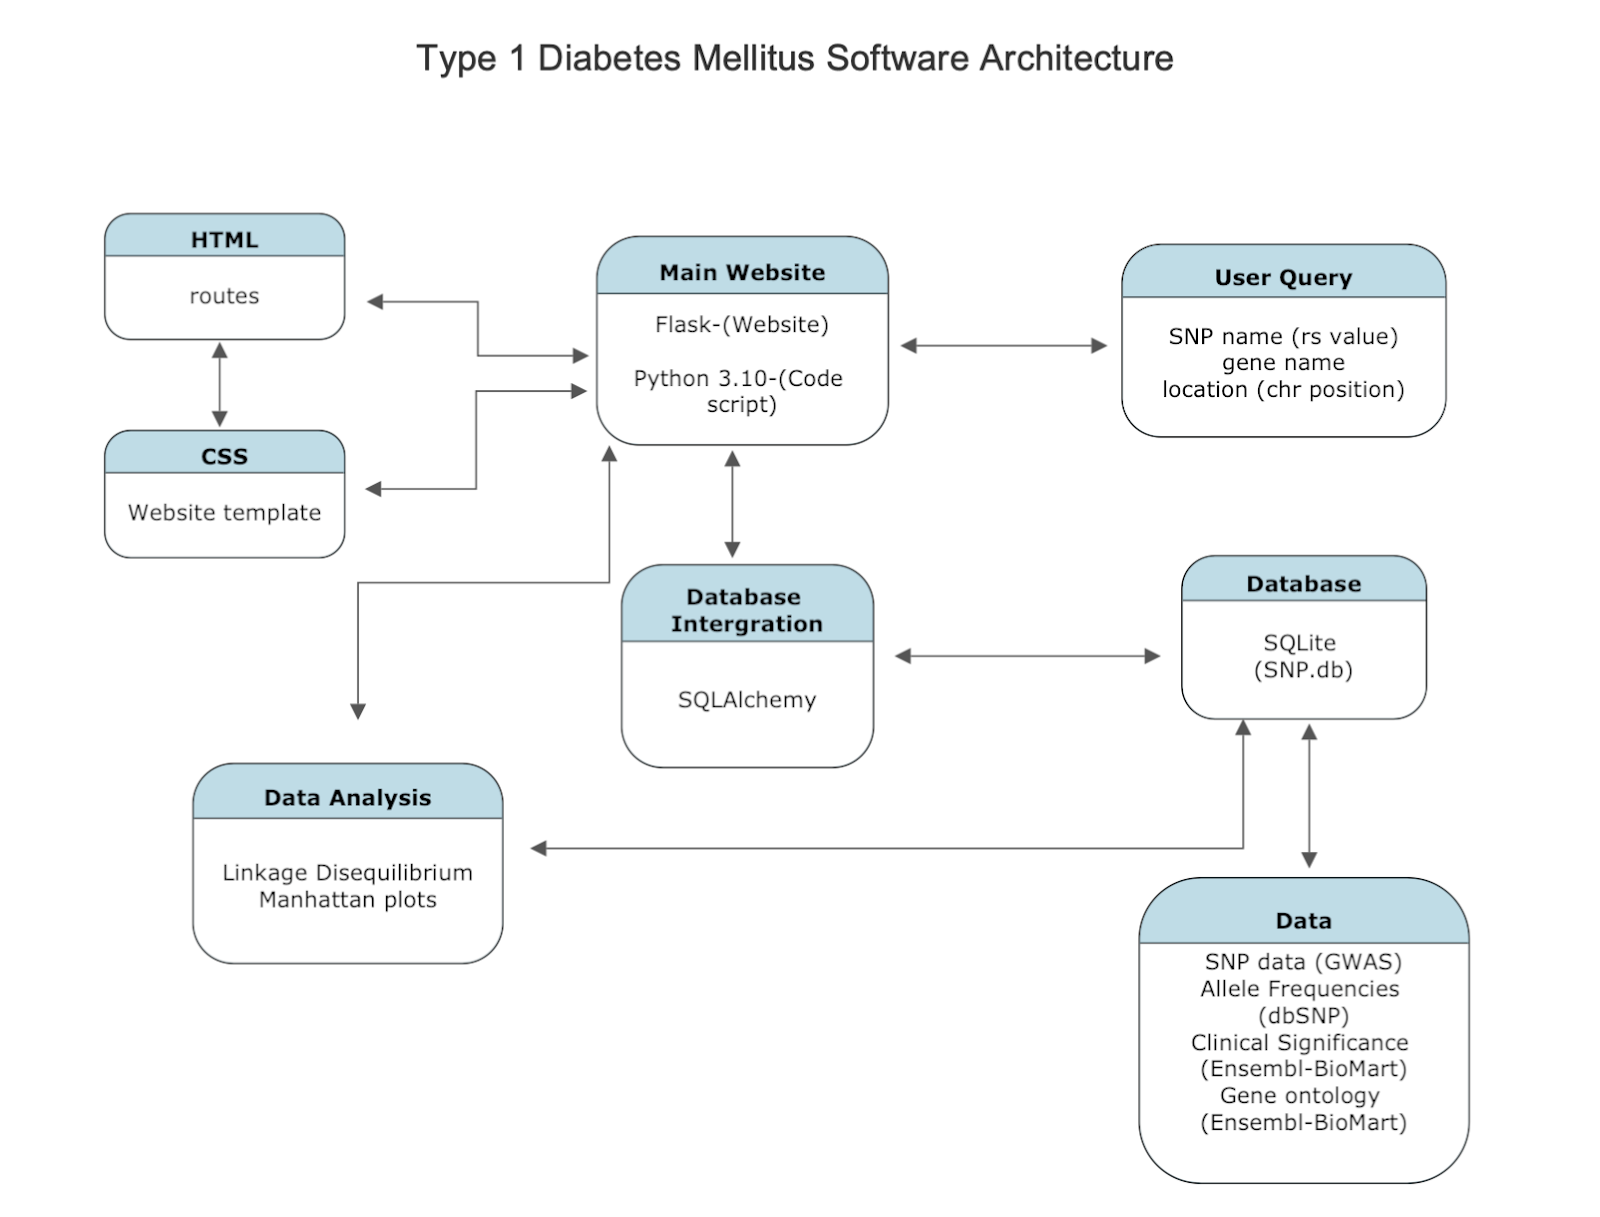 Type 1 Diabetes Mellitus Software Architecture
HTML
routes
CSS
Website template
Main Website
Flask-(Website)
Python 3.10-(Code
script)
User Query
SNP name (rs value)
gene name
location (chr position)
Database
Intergration
SQLAlchemy
Database
SQLite
(SNP.db)
Data Analysis
Linkage Disequilibrium
Manhattan plots
Data
SNP data (GWAS)
Allele Frequencies
(dbSNP)
Clinical Significance
(Ensembl-BioMart)
Gene ontology
(Ensembl-BioMart)